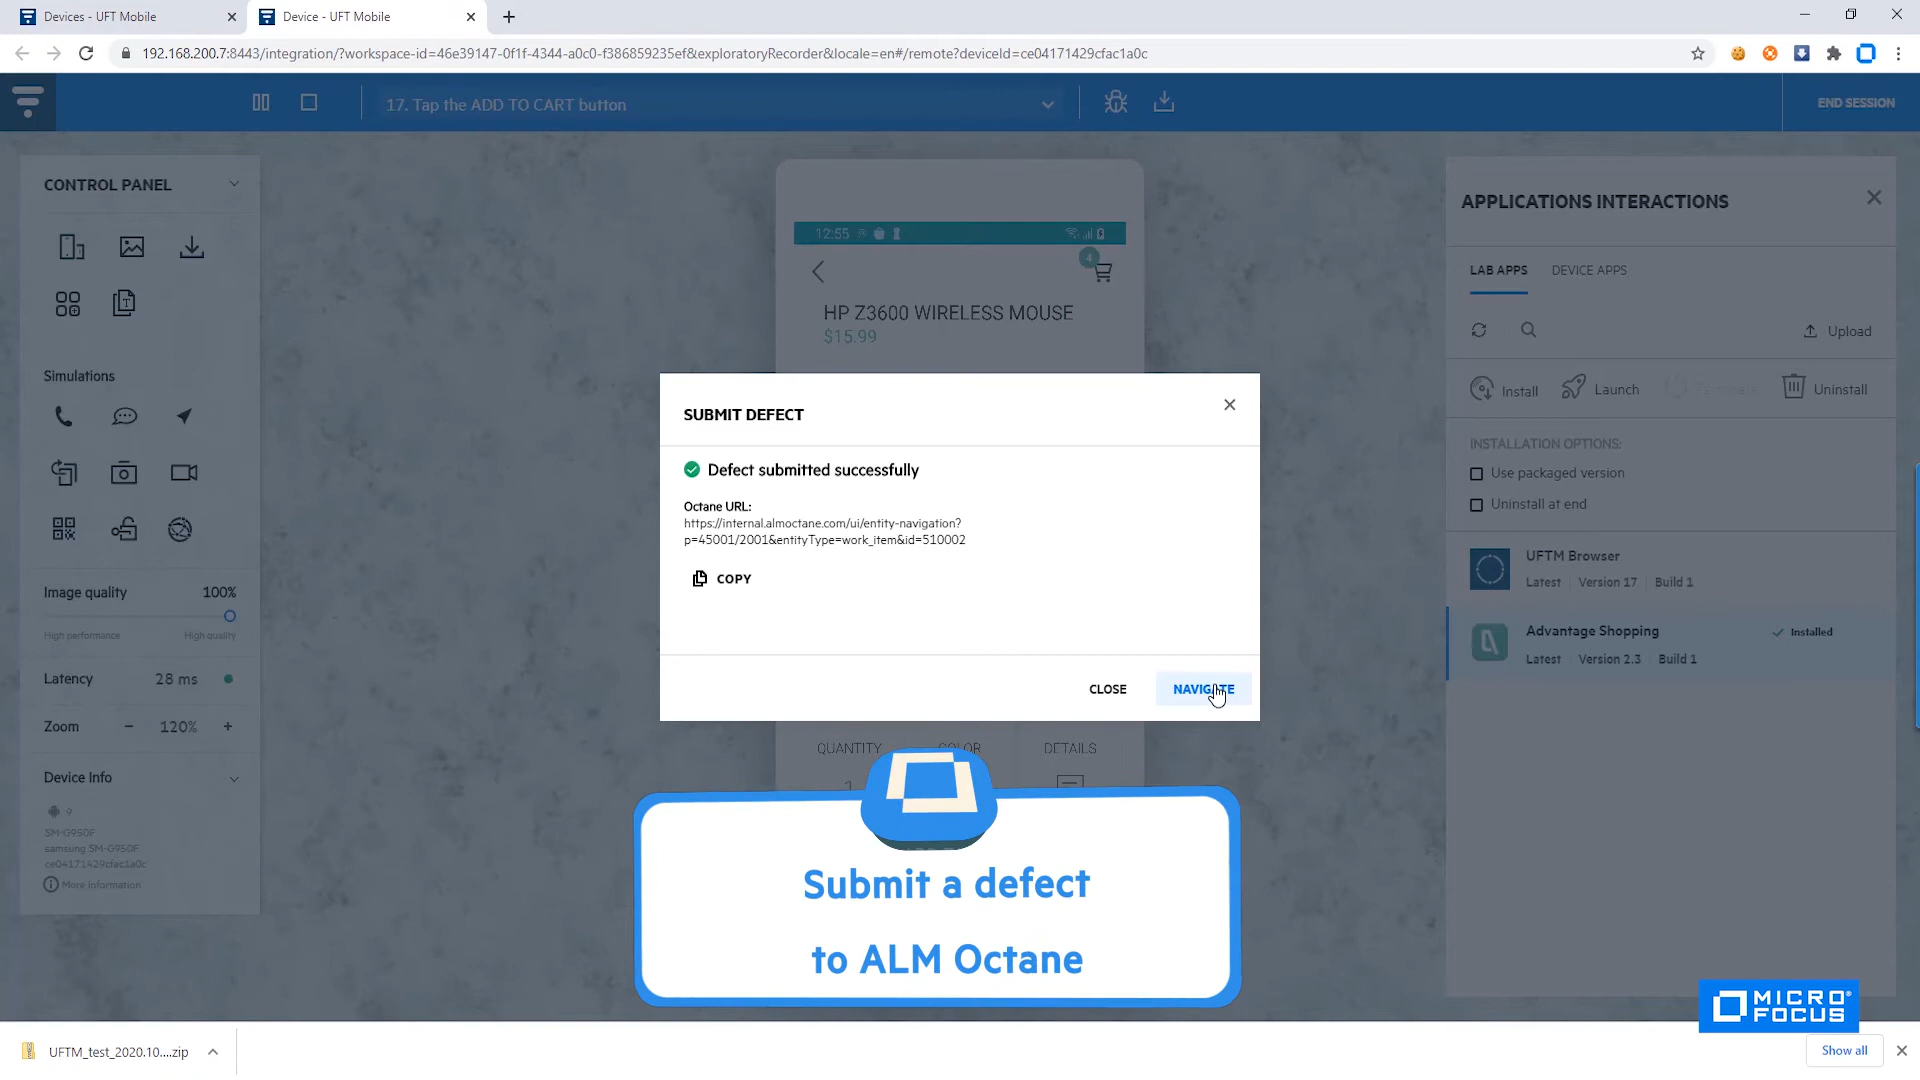 Devices - UFT Mobile
Device - UFT Mobile
192.168.200.7:8443/integration/?workspace-id=46e39147-0f1f-4344-a0c0-f386859235ef&exploratoryRecorder&locale=en#/remote?deviceId=ce04171429cfac1a0c
17. Tap the ADD TO CART button
END SESSION
CONTROL PANEL
Simulations
Image quality 100%
High performance High quality
Latency 28 ms
Zoom - 120% +
Device Info
9
SM-G950F
samsung SM-G950F
ce04171429cfac1a0c
More information
12:55
4
HP Z3600 WIRELESS MOUSE
$15.99
SUBMIT DEFECT
Defect submitted successfully
Octane URL:
https://internal.almoctane.com/ui/entity-navigation?
p=45001/2001&entityType=work_item&id=510002
COPY
CLOSE
NAVIGATE
QUANTITY COLOR DETAILS
1
Submit a defect
to ALM Octane
APPLICATIONS INTERACTIONS
LAB APPS DEVICE APPS
Upload
Install Launch Terminate Uninstall
INSTALLATION OPTIONS:
Use packaged version
Uninstall at end
UFTM Browser
Latest Version 17 Build 1
Advantage Shopping
Installed
Latest Version 2.3 Build 1
MICRO
FOCUS
UFTM_test_2020.10....zip
Show all